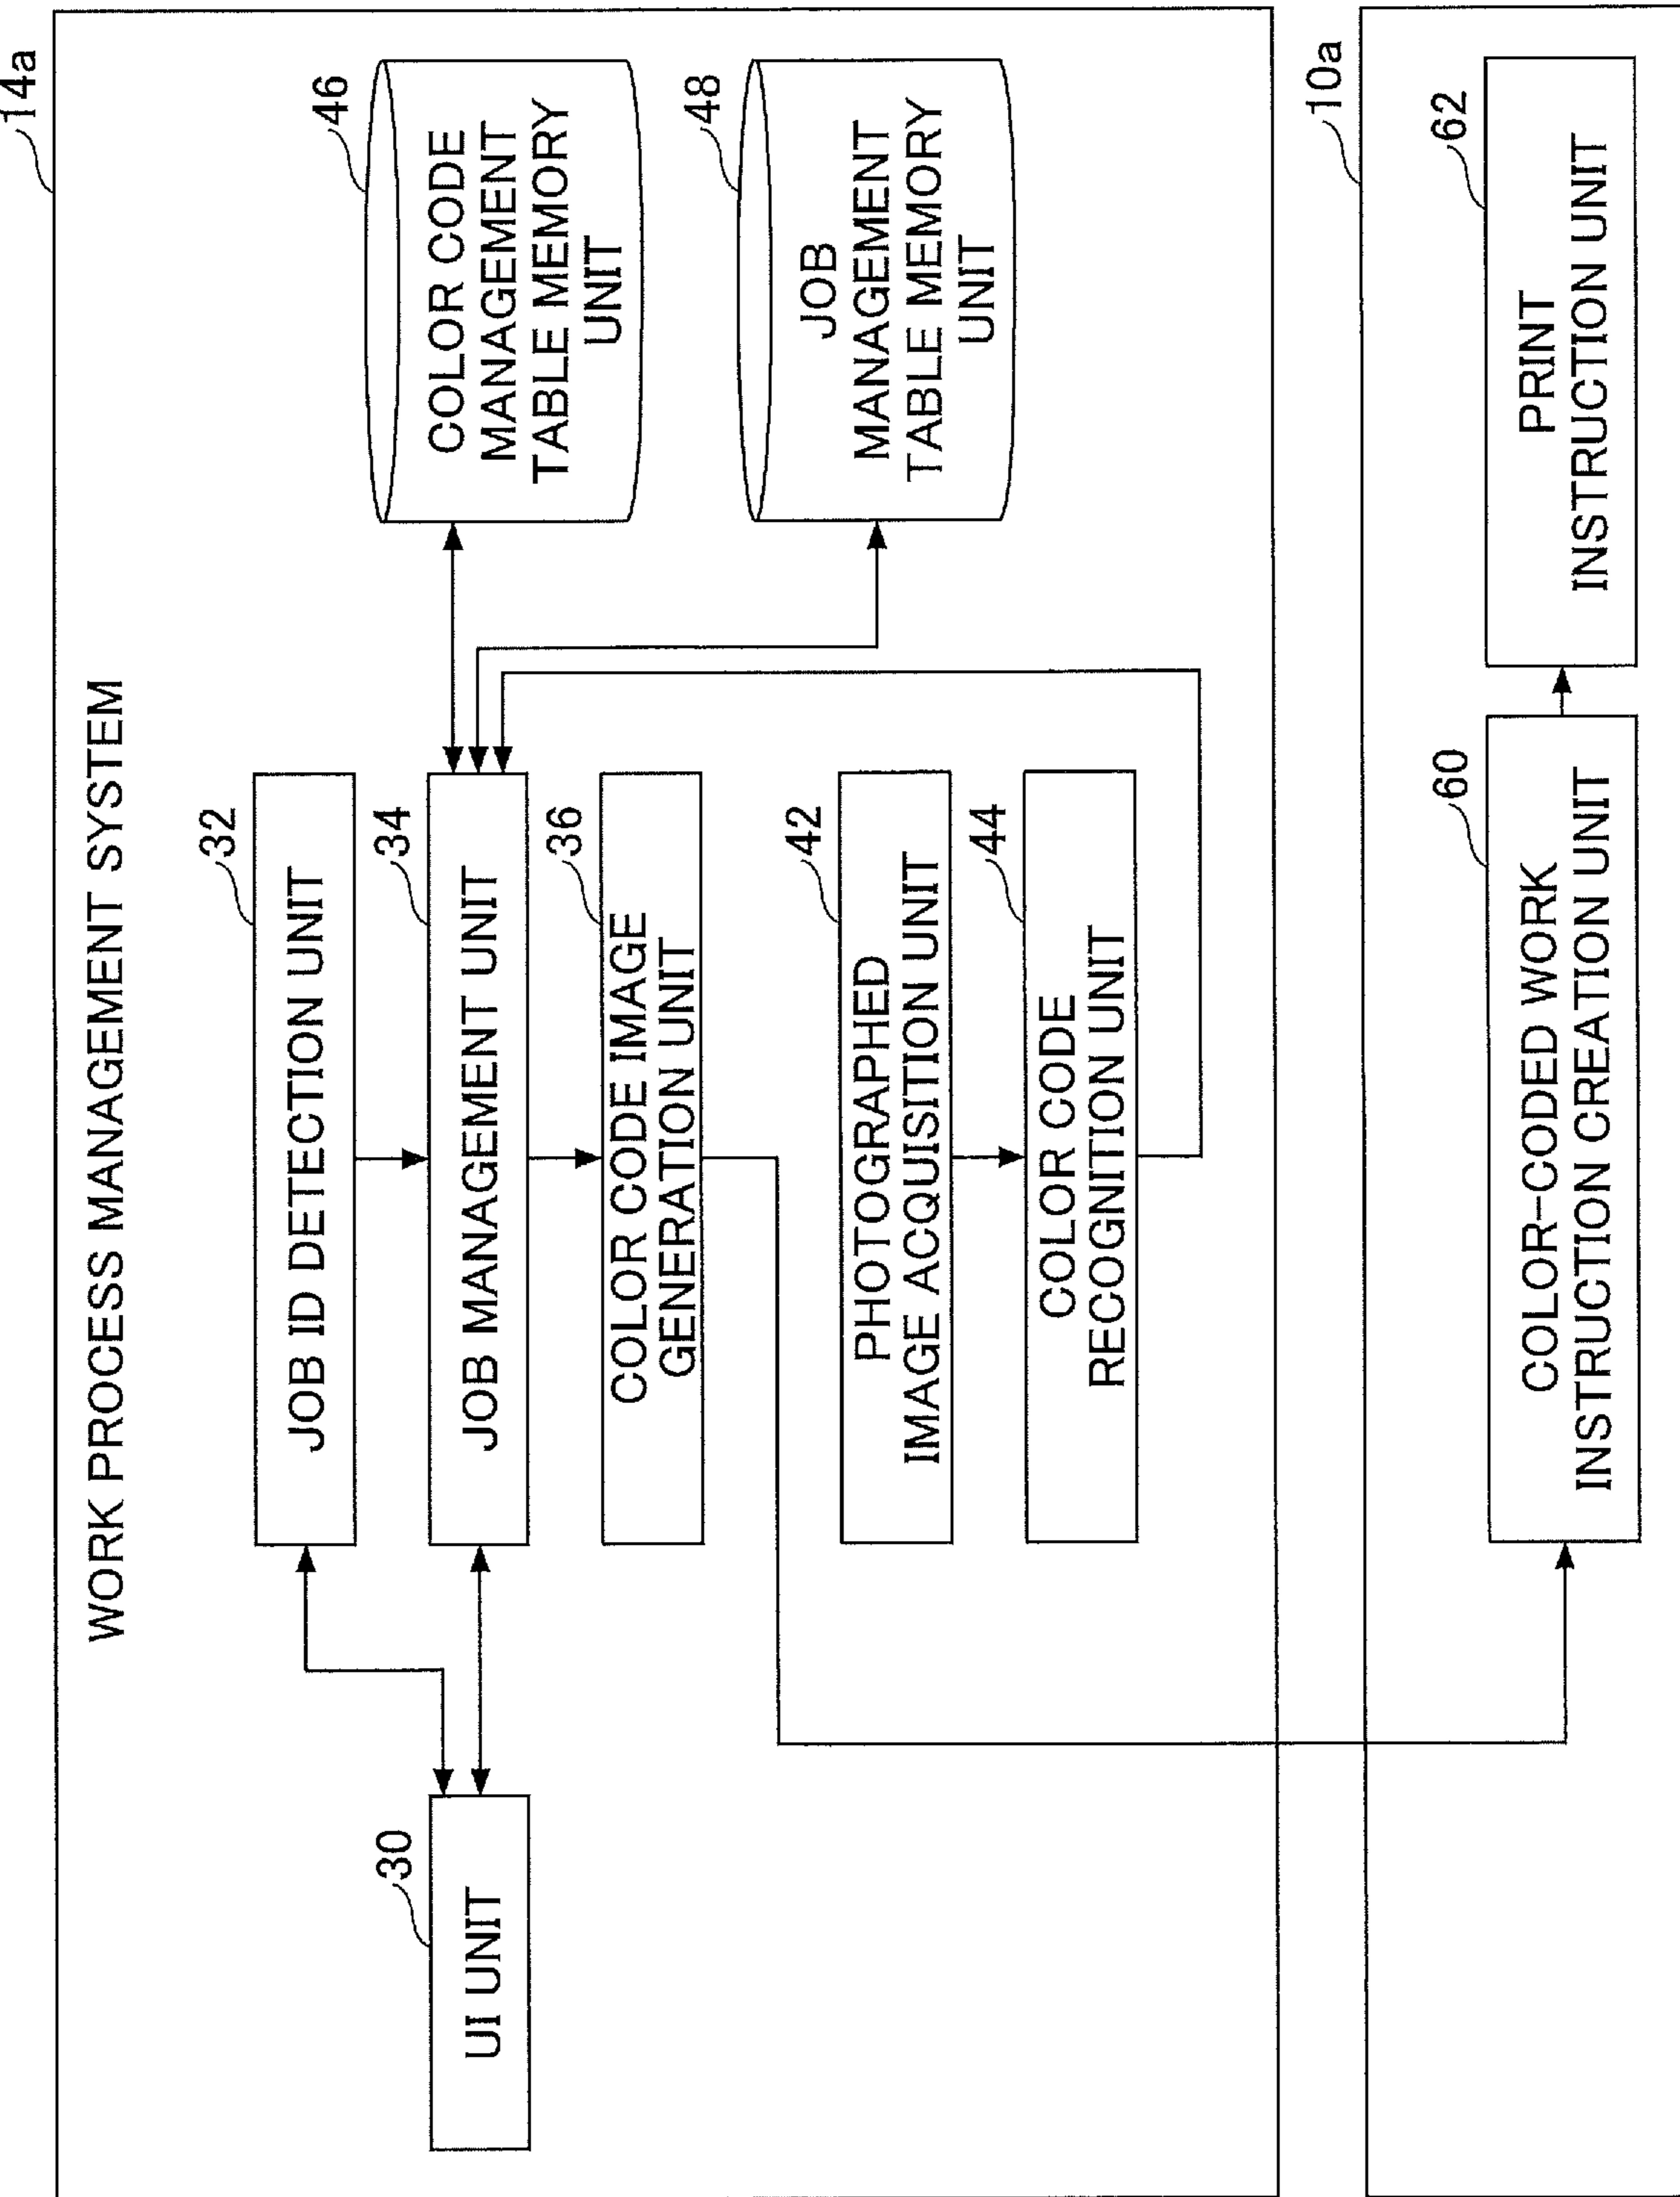 14a
WORK PROCESS MANAGEMENT SYSTEM
32
JOB ID DETECTION UNIT
46
COLOR CODE
MANAGEMENT
TABLE MEMORY
UNIT
30
UI UNIT
34
JOB MANAGEMENT UNIT
36
COLOR CODE IMAGE
GENERATION UNIT
48
JOB
MANAGEMENT
TABLE MEMORY
UNIT
42
PHOTOGRAPHED
IMAGE ACQUISITION UNIT
44
COLOR CODE
RECOGNITION UNIT
10a
60
COLOR-CODED WORK
INSTRUCTION CREATION UNIT
62
PRINT
INSTRUCTION UNIT